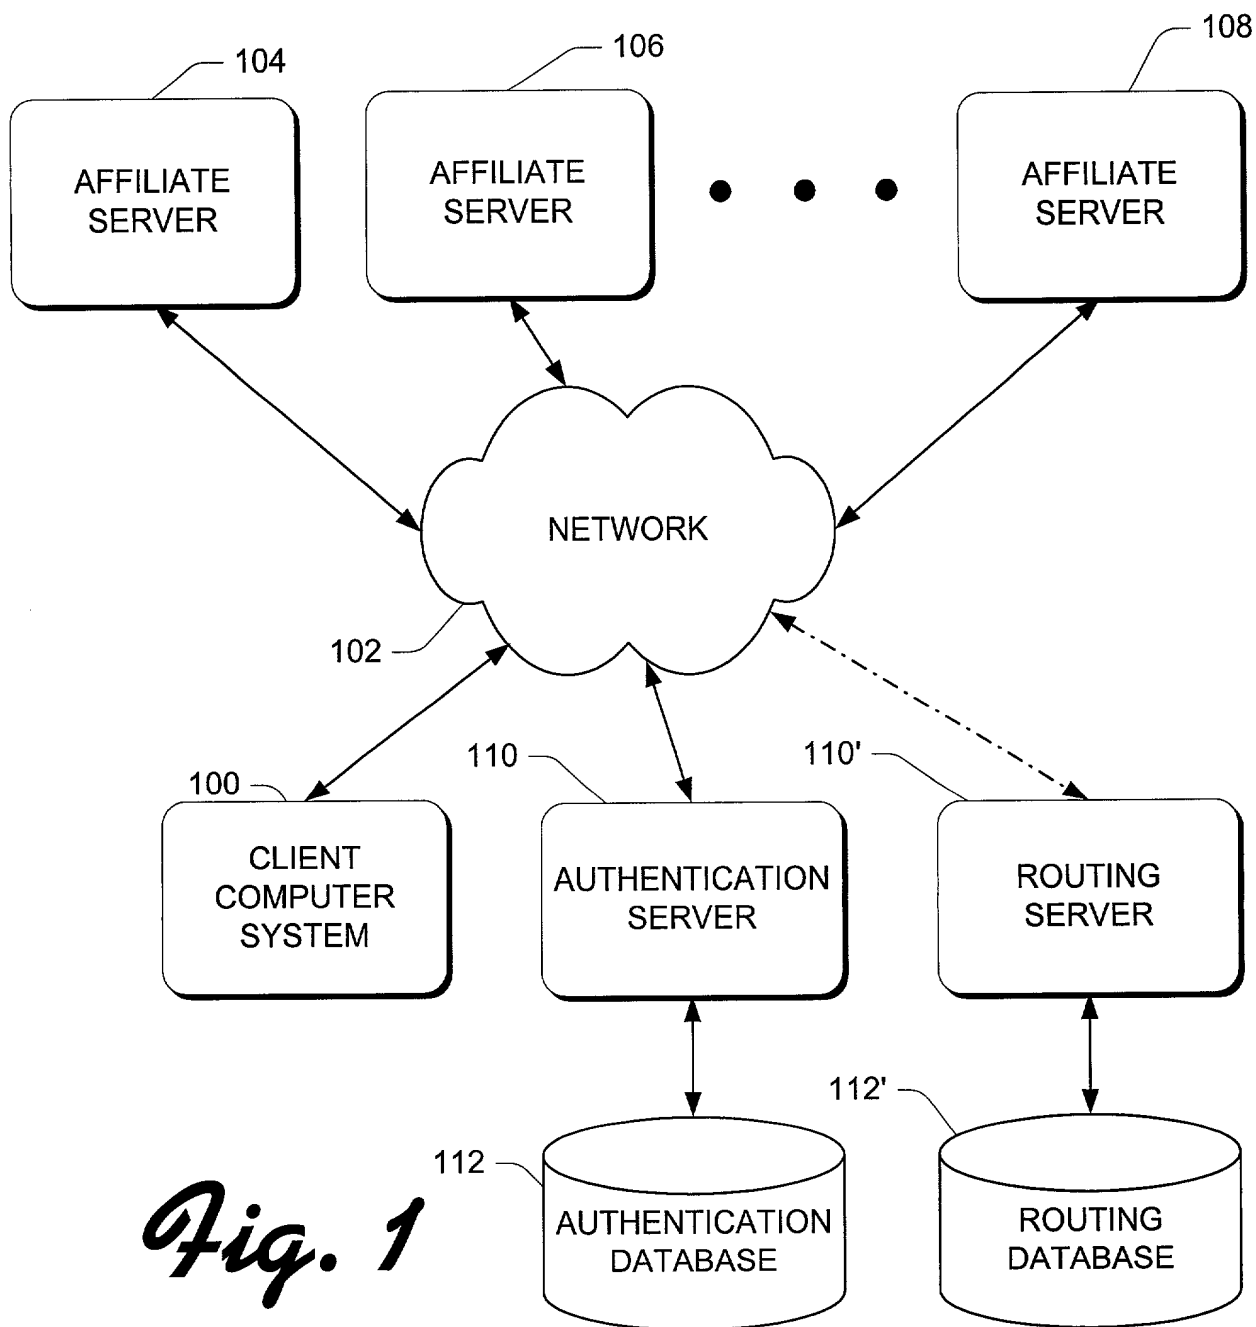 104
106
108
AFFILIATE
SERVER
AFFILIATE
SERVER
AFFILIATE
SERVER
NETWORK
102
100
110
110'
CLIENT
COMPUTER
SYSTEM
AUTHENTICATION
SERVER
ROUTING
SERVER
112
112'
AUTHENTICATION
DATABASE
ROUTING
DATABASE
Fig. 1